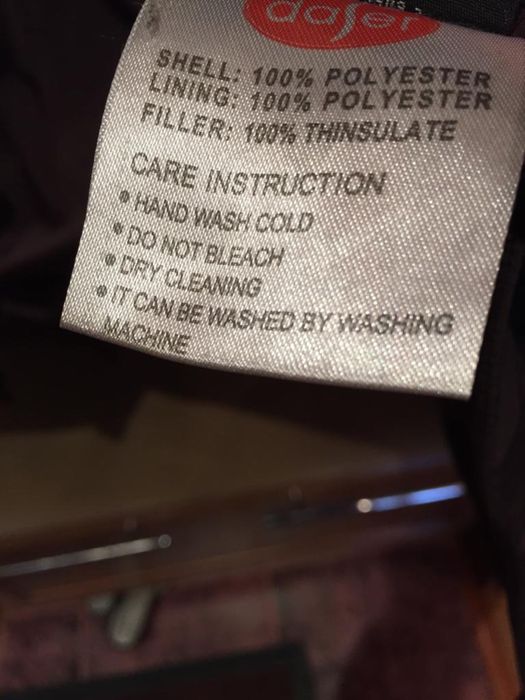 daser
SHELL: 100% POLYESTER
LINING: 100% POLYESTER
FILLER: 100% THINSULATE
CARE INSTRUCTION
• HAND WASH COLD
• DO NOT BLEACH
• DRY CLEANING
• IT CAN BE WASHED BY WASHING
MACHINE